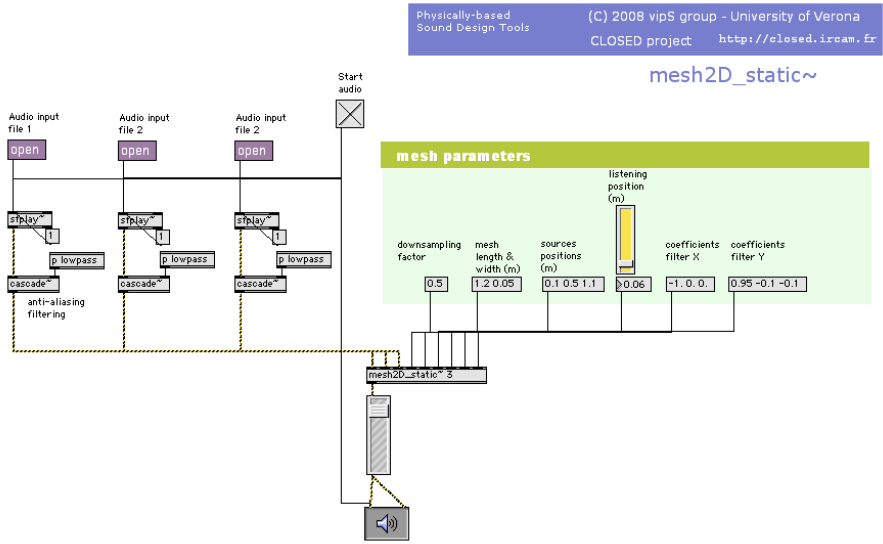 Physically-based
Sound Design Tools
(C) 2008 vipS group - University of Verona
CLOSED project http://closed.ircam.fr
mesh2D_static~
Start
audio
Audio input
file 1
Audio input
file 2
Audio input
file 2
open
open
open
mesh parameters
listening
position
(m)
sfplay~
sfplay~
sfplay~
1
1
1
p lowpass
p lowpass
p lowpass
cascade~
cascade~
cascade~
anti-aliasing
filtering
downsampling
factor
mesh
length &
width (m)
sources
positions
(m)
coefficients
filter X
coefficients
filter Y
0.5
1.2 0.05
0.1 0.5 1.1
0.06
-1. 0. 0.
0.95 -0.1 -0.1
mesh2D_static~ 3